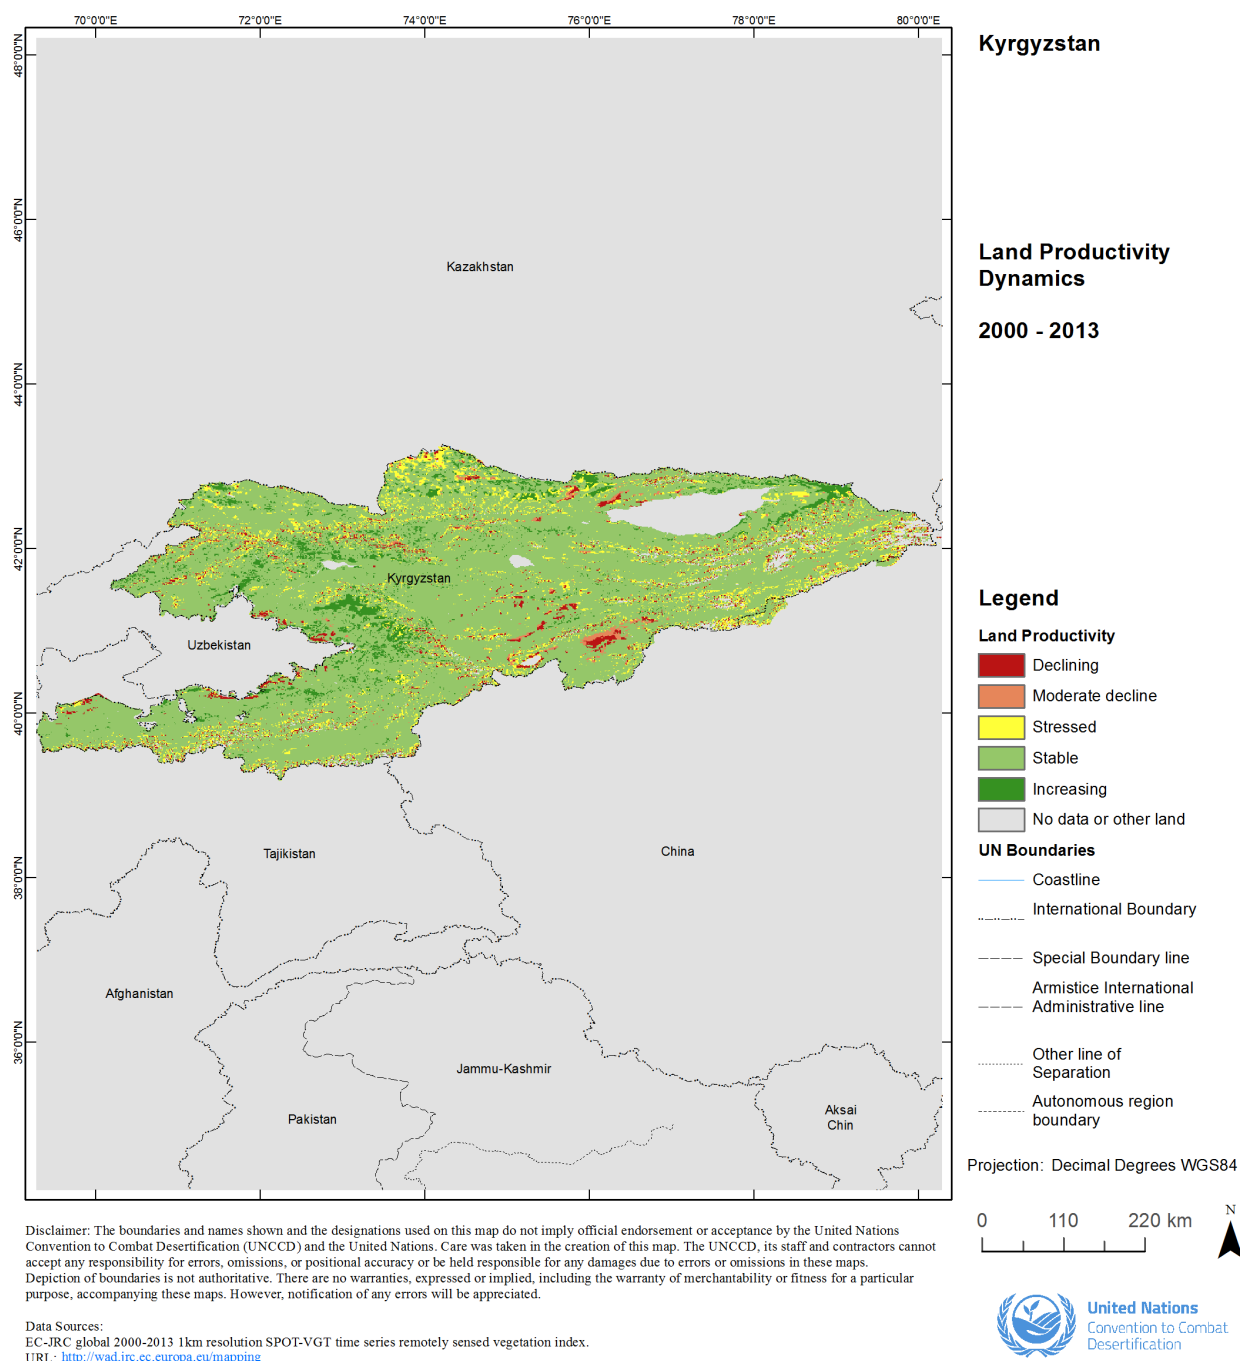 70°0'0"E
72°0'0"E
74°0'0"E
76°0'0"E
78°0'0"E
80°0'0"E
48°0'0"N
46°0'0"N
44°0'0"N
42°0'0"N
40°0'0"N
38°0'0"N
36°0'0"N
Kazakhstan
Kyrgyzstan
Uzbekistan
Tajikistan
China
Afghanistan
Jammu-Kashmir
Pakistan
Aksai
Chin
Kyrgyzstan
Land Productivity
Dynamics
2000 - 2013
Legend
Land Productivity
Declining
Moderate decline
Stressed
Stable
Increasing
No data or other land
UN Boundaries
Coastline
International Boundary
Special Boundary line
Armistice International
Administrative line
Other line of
Separation
Autonomous region
boundary
Projection: Decimal Degrees WGS84
0 110 220 km
N
United Nations
Convention to Combat
Desertification
Disclaimer: The boundaries and names shown and the designations used on this map do not imply official endorsement or acceptance by the United Nations
Convention to Combat Desertification (UNCCD) and the United Nations. Care was taken in the creation of this map. The UNCCD, its staff and contractors cannot
accept any responsibility for errors, omissions, or positional accuracy or be held responsible for any damages due to errors or omissions in these maps.
Depiction of boundaries is not authoritative. There are no warranties, expressed or implied, including the warranty of merchantability or fitness for a particular
purpose, accompanying these maps. However, notification of any errors will be appreciated.
Data Sources:
EC-JRC global 2000-2013 1km resolution SPOT-VGT time series remotely sensed vegetation index.
URL: http://wad.jrc.ec.europa.eu/mapping